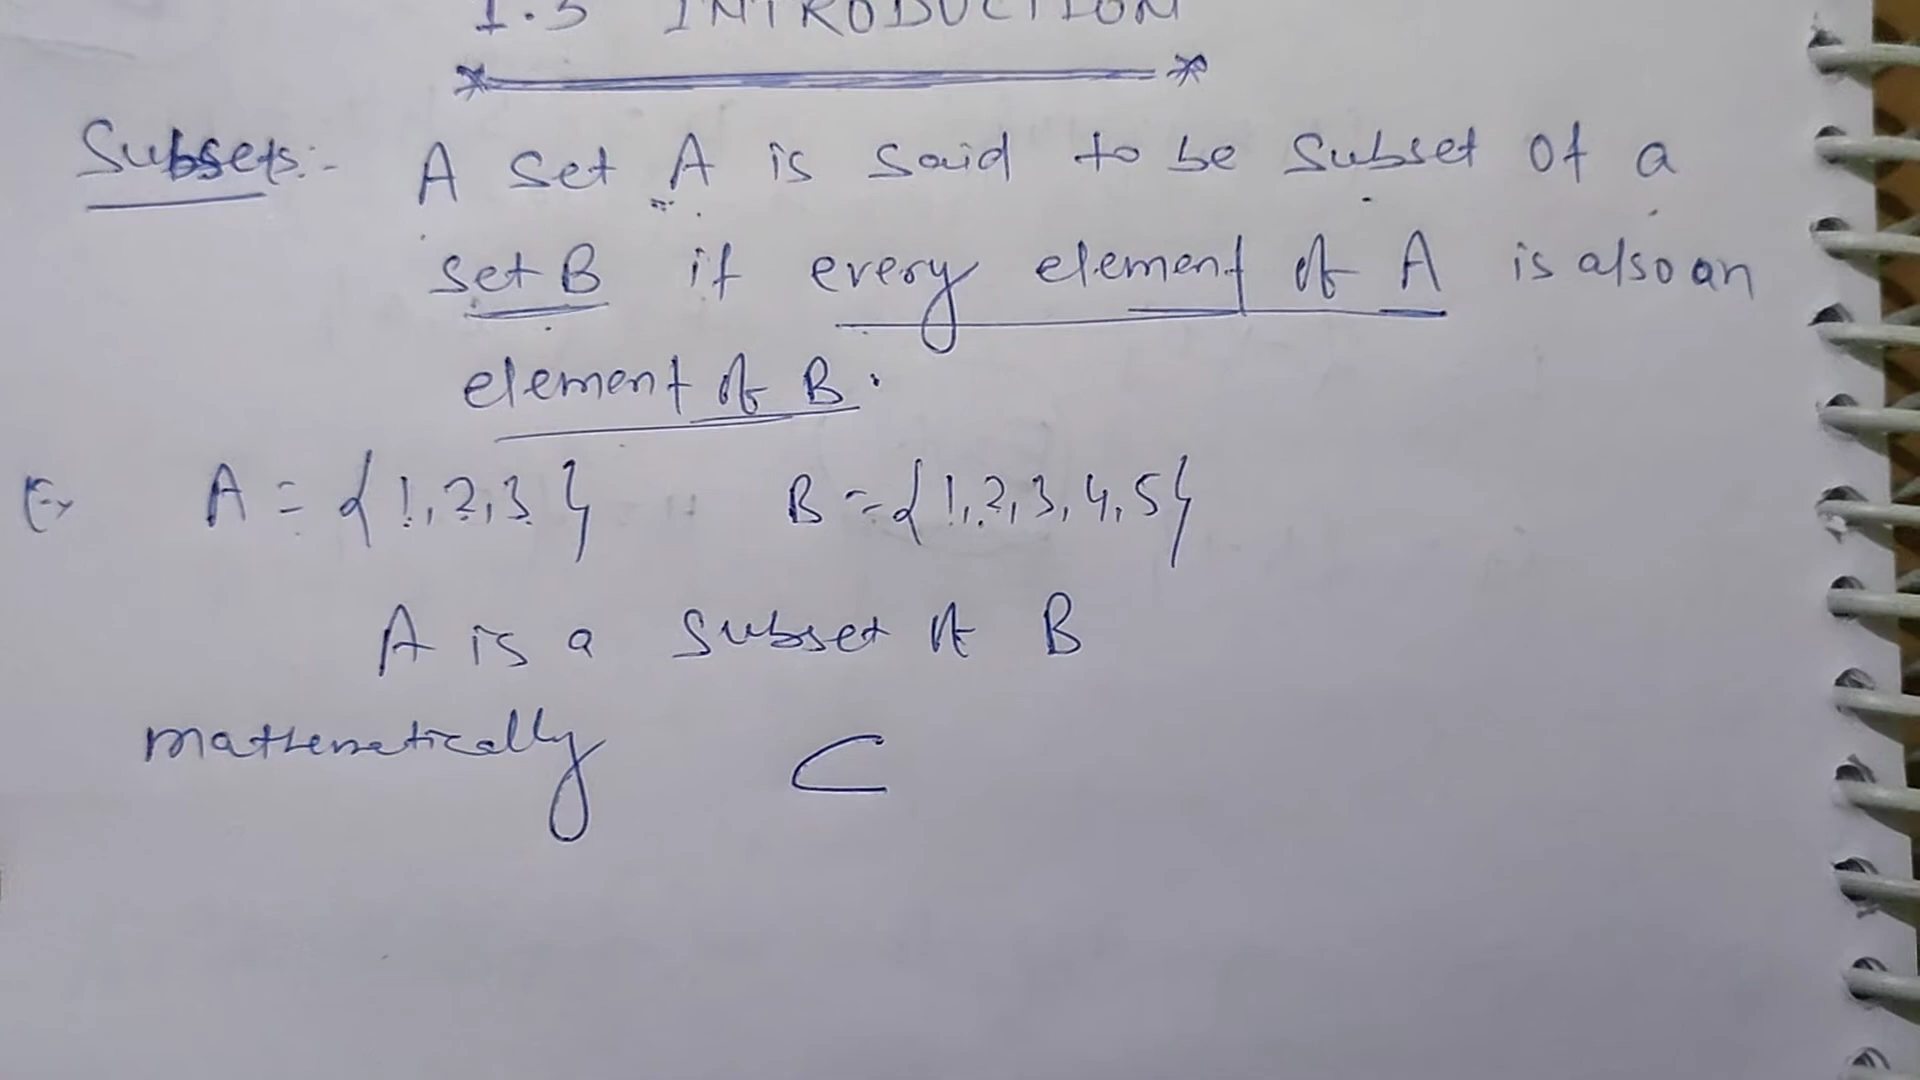 1.3 INTRODUCTION
Subsets:- A set A is said to be subset of a
set B if every element of A is also an
element of B.
Ex A = {1,2,3} B = {1,2,3,4,5}
A is a subset of B
mathematically ⊂